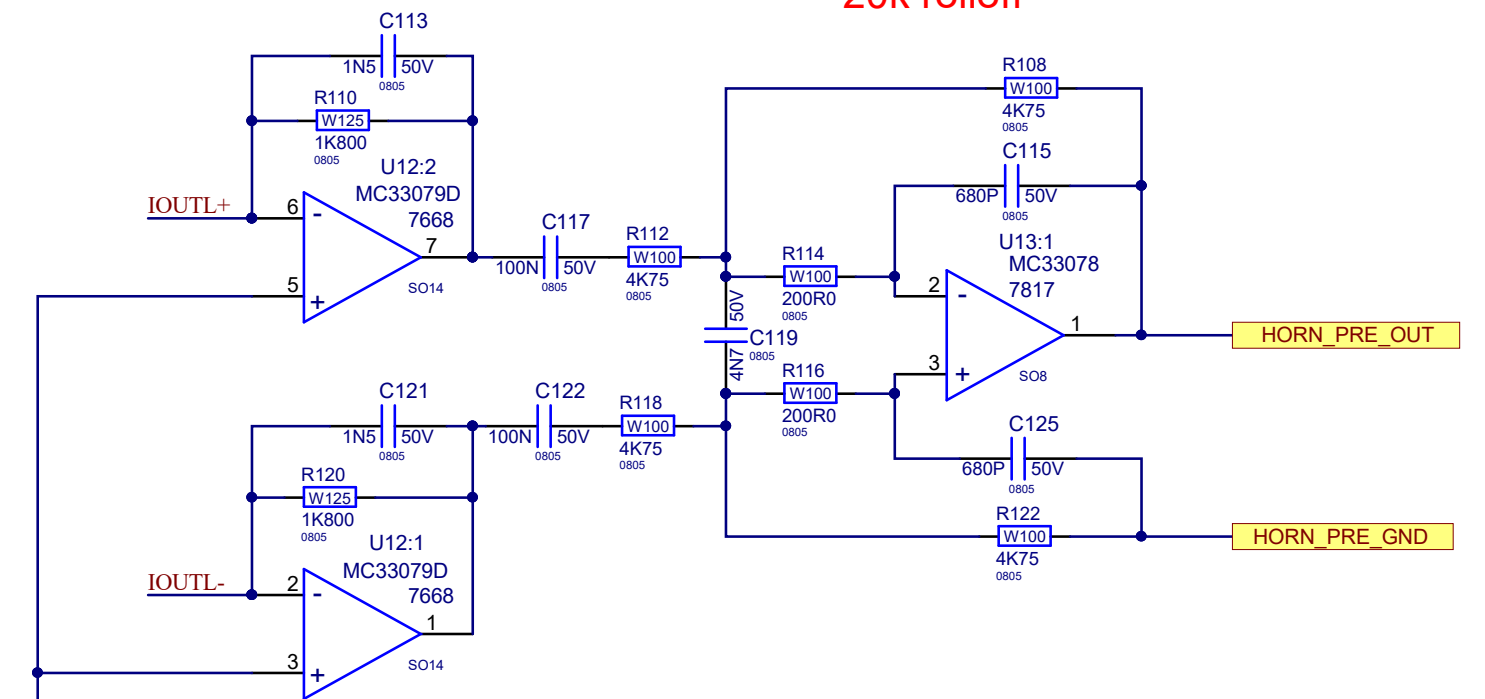 C113
1N5 50V
0805
R110
W125
1K800
0805
U12:2
MC33079D
7668
IOUTL+
6
-
7
5
+
SO14
C117
100N 50V
0805
R112
W100
4K75
0805
R108
W100
4K75
0805
C115
680P 50V
0805
R114
W100
200R0
0805
U13:1
MC33078
7817
2
-
1
3
+
SO8
HORN_PRE_OUT
50V
C119
0805
4N7
R116
W100
200R0
0805
C121
1N5 50V
0805
C122
100N 50V
0805
R118
W100
4K75
0805
R120
W125
1K800
0805
U12:1
MC33079D
7668
IOUTL-
2
-
1
3
+
SO14
C125
680P 50V
0805
R122
W100
4K75
0805
HORN_PRE_GND